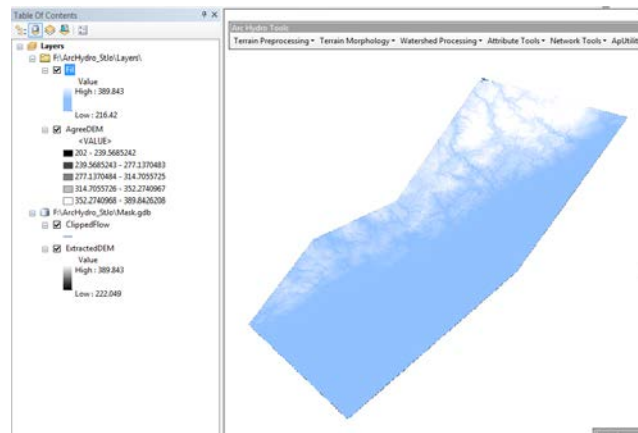 Table Of Contents
Layers
F:\ArcHydro_StJo\Layers\
Fil
Value
High : 389.843
Low : 216.42
AgreeDEM
<VALUE>
202 - 239.5685242
239.5685243 - 277.1370483
277.1370484 - 314.7055725
314.7055726 - 352.2740967
352.2740968 - 389.8426208
F:\ArcHydro_StJo\Mask.gdb
ClippedFlow
ExtractedDEM
Value
High : 389.843
Low : 222.049
Arc Hydro Tools
Terrain Preprocessing Terrain Morphology Watershed Processing Attribute Tools Network Tools ApUtilit